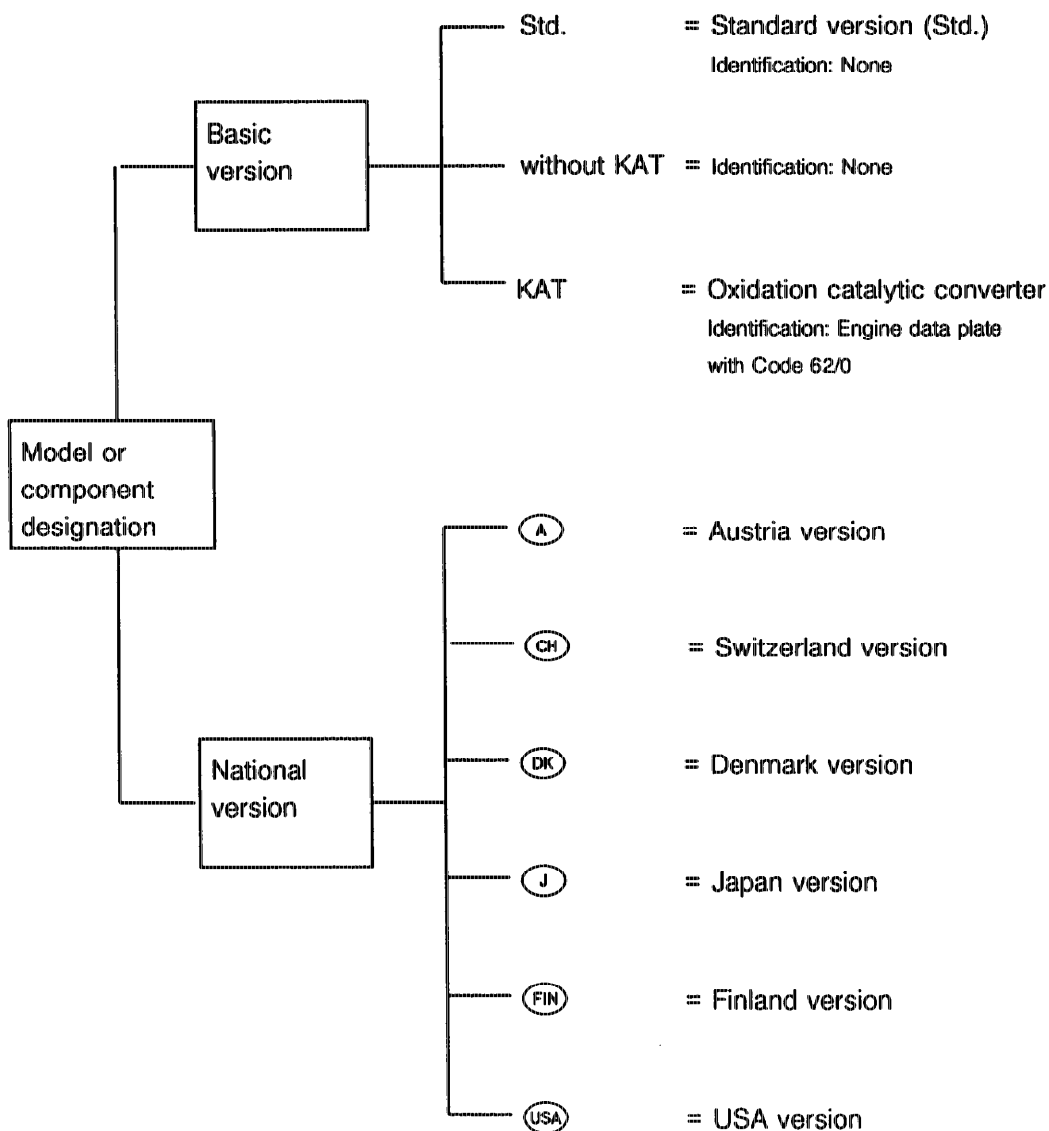 Std. = Standard version (Std.)
Identification: None
Basic
version
without KAT = Identification: None
KAT = Oxidation catalytic converter
Identification: Engine data plate
with Code 62/0
Model or
component
designation
A = Austria version
CH = Switzerland version
National
version
DK = Denmark version
J = Japan version
FIN = Finland version
USA = USA version